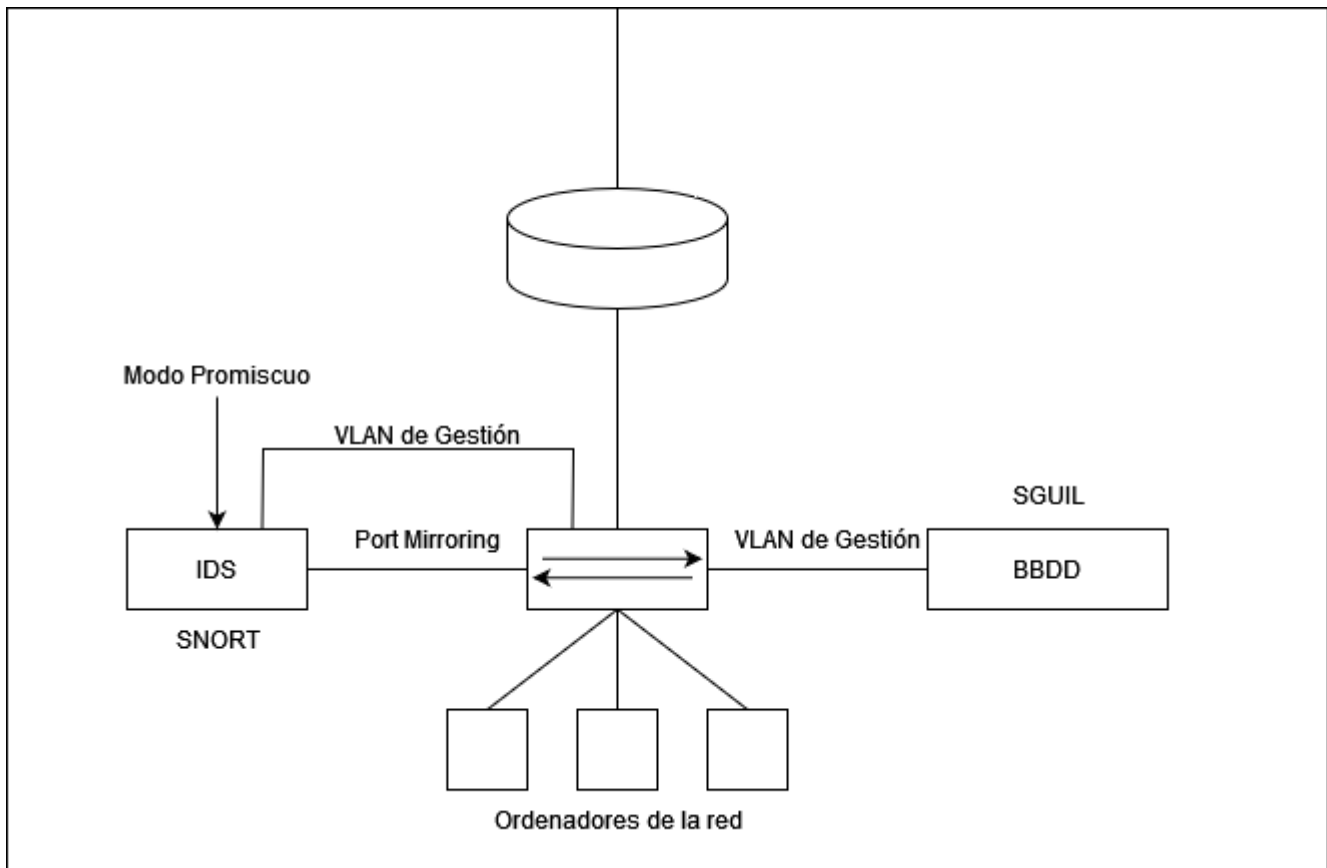 Modo Promiscuo
VLAN de Gestión
SGUIL
Port Mirroring
VLAN de Gestión
IDS
BBDD
SNORT
Ordenadores de la red